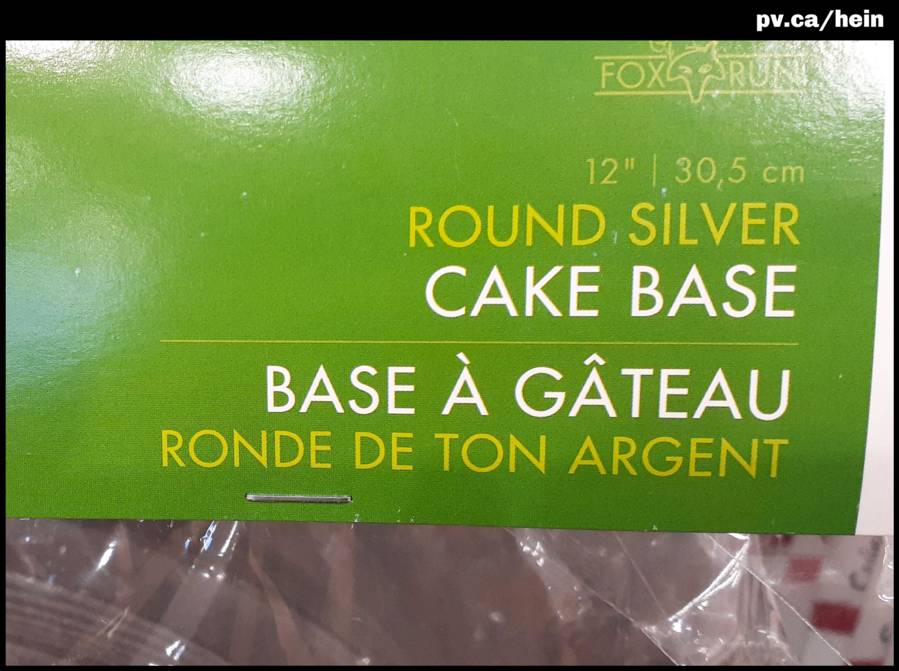 pv.ca/hein
FOX RUN
12" | 30,5 cm
ROUND SILVER
CAKE BASE
BASE À GÂTEAU
RONDE DE TON ARGENT